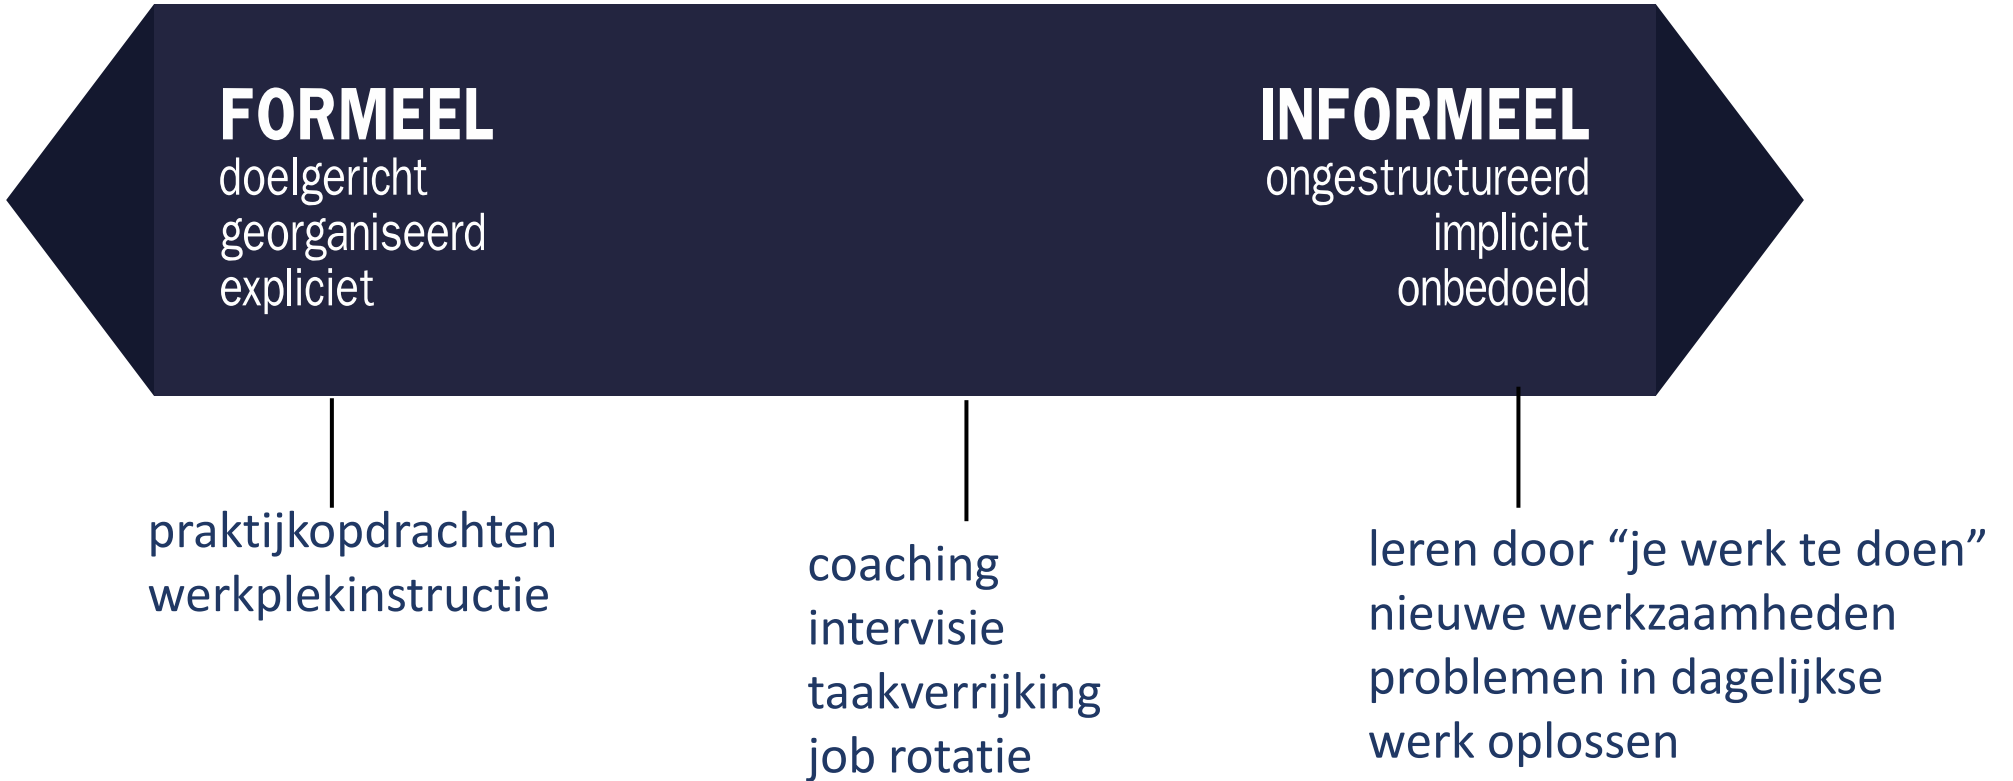 FORMEEL
doelgericht
georganiseerd
expliciet
INFORMEEL
ongestructureerd
impliciet
onbedoeld
praktijkopdrachten
werkplekinstructie
coaching
intervisie
taakverrijking
job rotatie
leren door “je werk te doen”
nieuwe werkzaamheden
problemen in dagelijkse
werk oplossen